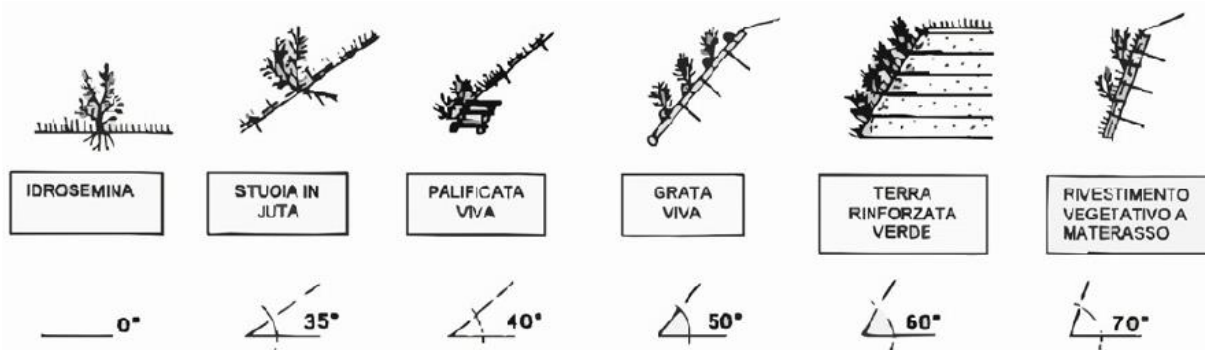 IDROSEMINA
STUOIA IN
JUTA
PALIFICATA
VIVA
GRATA
VIVA
TERRA
RINFORZATA
VERDE
RIVESTIMENTO
VEGETATIVO A
MATERASSO
0°
35°
40°
50°
60°
70°